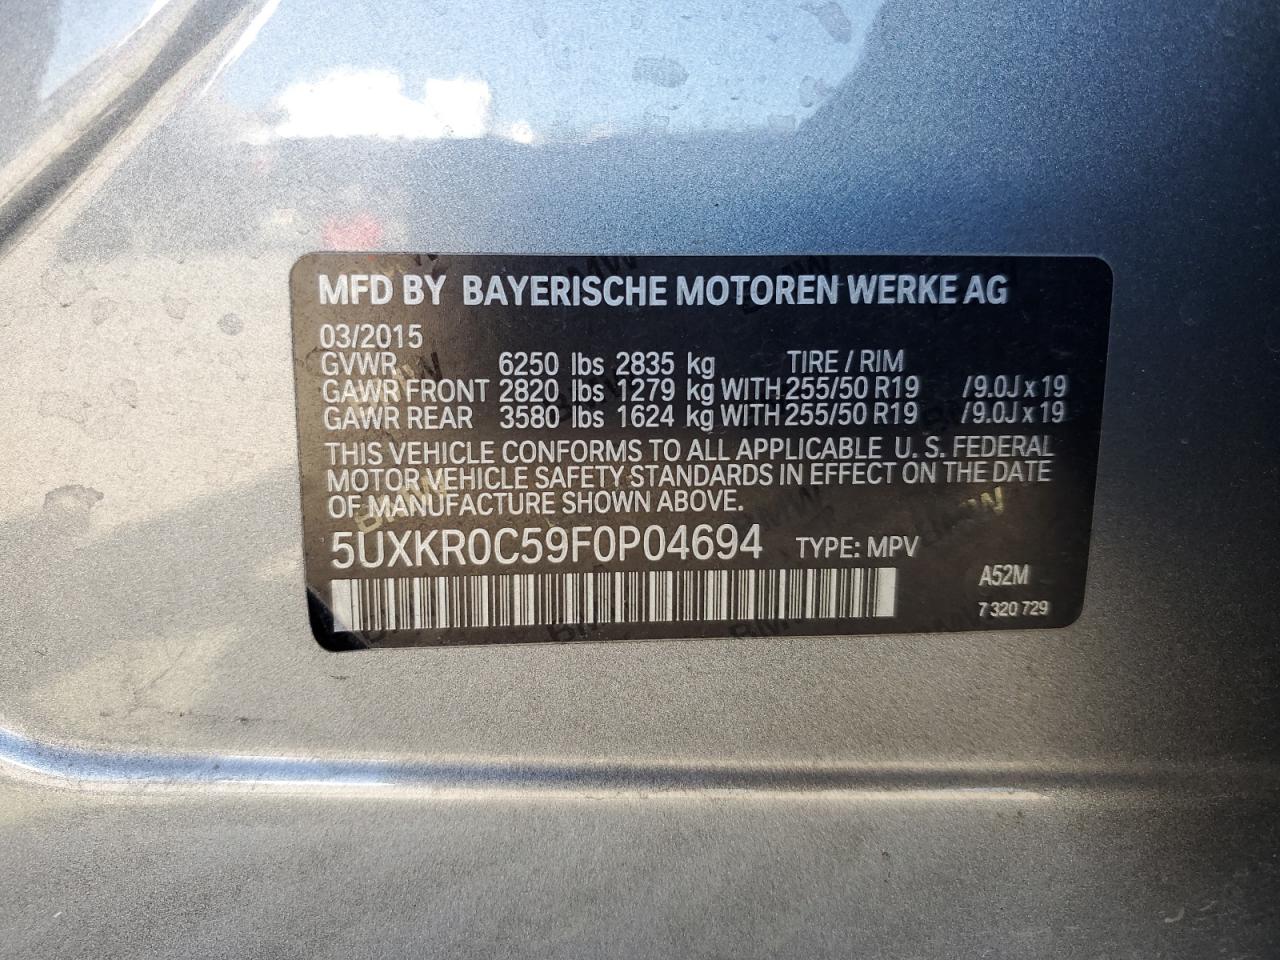 MFD BY BAYERISCHE MOTOREN WERKE AG
03/2015
GVWR 6250 lbs 2835 kg TIRE / RIM
GAWR FRONT 2820 lbs 1279 kg WITH 255/50 R19 / 9.0J x 19
GAWR REAR 3580 lbs 1624 kg WITH 255/50 R19 / 9.0J x 19
THIS VEHICLE CONFORMS TO ALL APPLICABLE U. S. FEDERAL
MOTOR VEHICLE SAFETY STANDARDS IN EFFECT ON THE DATE
OF MANUFACTURE SHOWN ABOVE.
5UXKR0C59F0P04694 TYPE: MPV
A52M
7 320 729